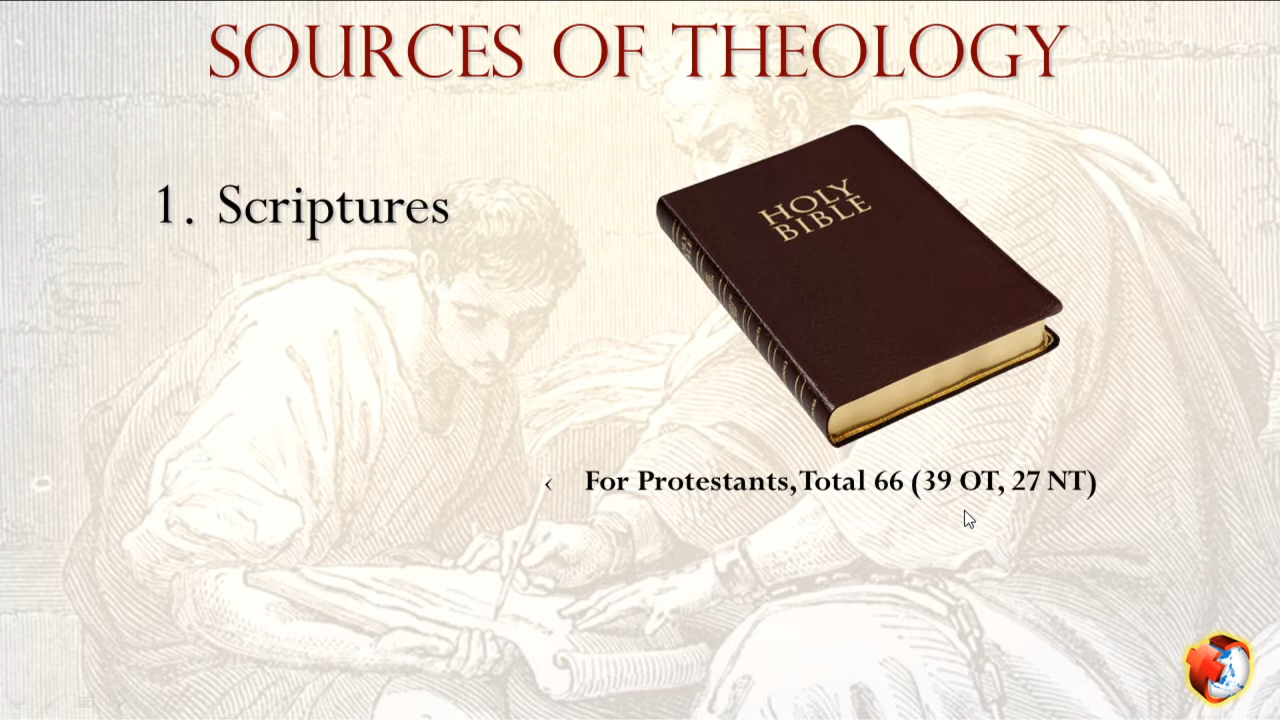 SOURCES OF THEOLOGY
1. Scriptures
HOLY
BIBLE
‹ For Protestants, Total 66 (39 OT, 27 NT)